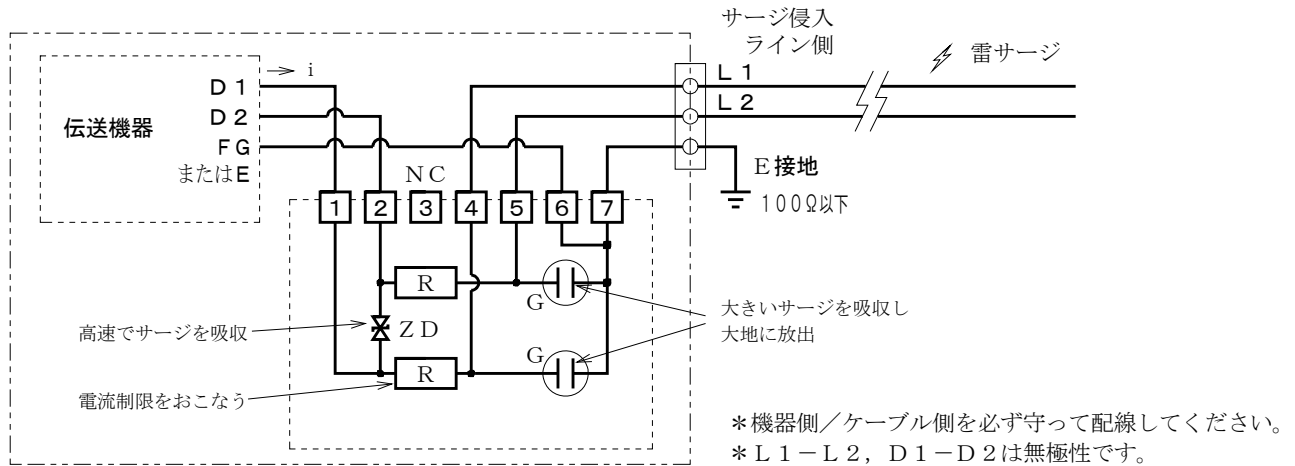 サージ侵入
ライン側
雷サージ
→ i
L1
L2
D1
D2
FG
またはE
伝送機器
NC
E接地
100Ω以下
1 2 3 4 5 6 7
R
G
ZD
高速でサージを吸収
大きいサージを吸収し
大地に放出
R
G
電流制限をおこなう
＊機器側／ケーブル側を必ず守って配線してください。
＊L1－L2，D1－D2は無極性です。